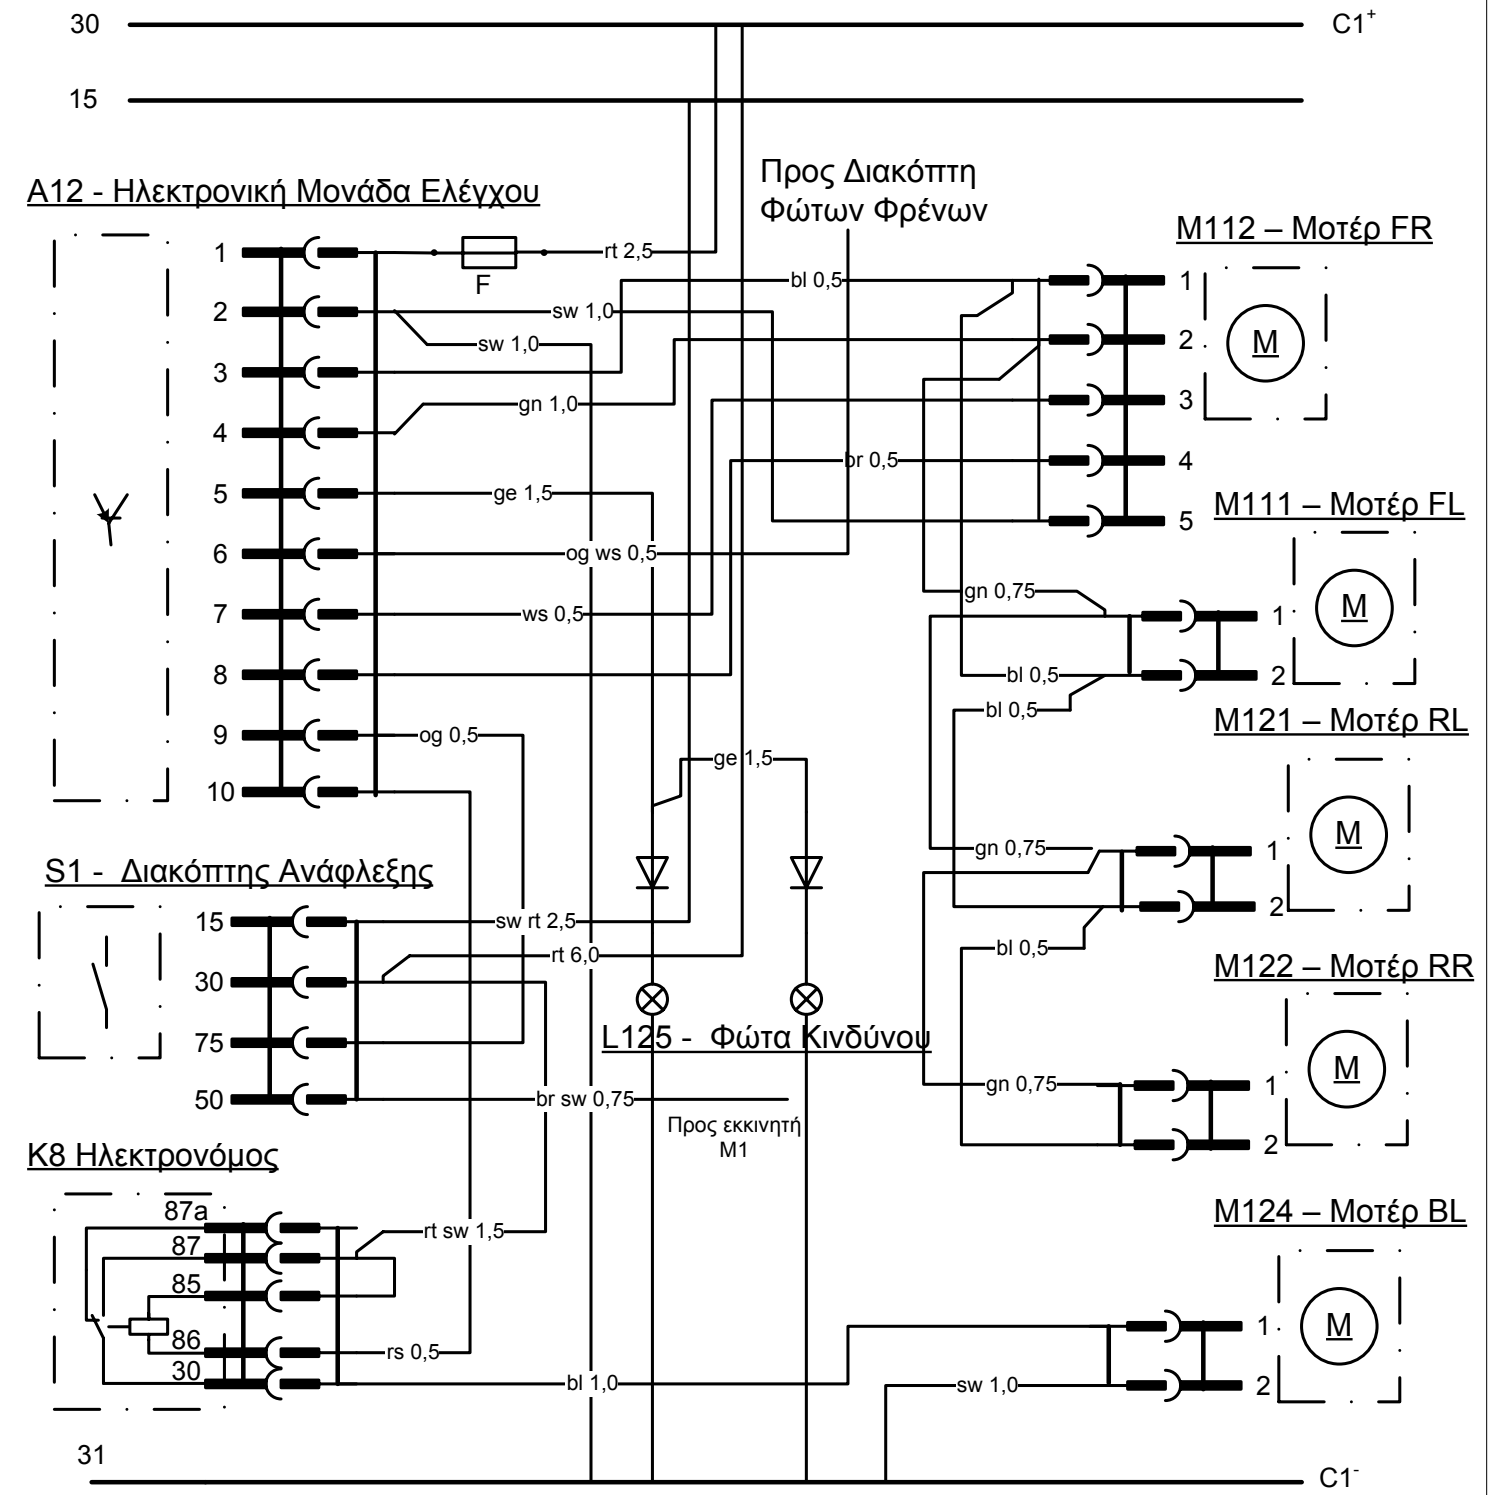 30
C1+
15
Προς Διακόπτη
Φώτων Φρένων
A12 - Ηλεκτρονική Μονάδα Ελέγχου
M112 – Μοτέρ FR
1
F
rt 2,5
bl 0,5
1
2
sw 1,0
sw 1,0
2
M
3
gn 1,0
3
4
br 0,5
4
5
ge 1,5
M111 – Μοτέρ FL
5
6
og ws 0,5
gn 0,75
7
ws 0,5
1
M
8
bl 0,5
2
bl 0,5
M121 – Μοτέρ RL
9
og 0,5
ge 1,5
10
gn 0,75
1
M
S1 - Διακόπτης Ανάφλεξης
15
sw rt 2,5
2
rt 6,0
bl 0,5
30
M122 – Μοτέρ RR
75
L125 - Φώτα Κινδύνου
50
br sw 0,75
gn 0,75
1
M
Προς εκκινητή
M1
2
K8 Ηλεκτρονόμος
87a
rt sw 1,5
M124 – Μοτέρ BL
87
85
86
rs 0,5
1
M
30
bl 1,0
sw 1,0
2
31
C1-